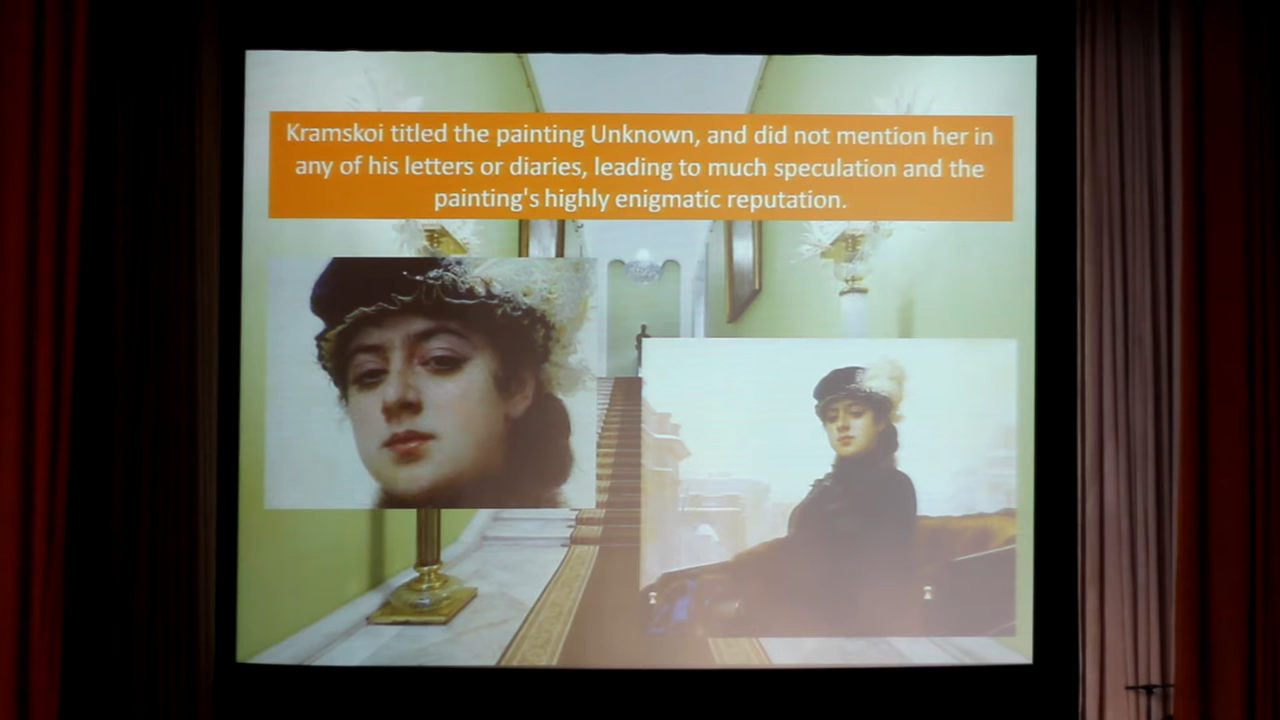 Kramskoi titled the painting Unknown, and did not mention her in
any of his letters or diaries, leading to much speculation and the
painting's highly enigmatic reputation.